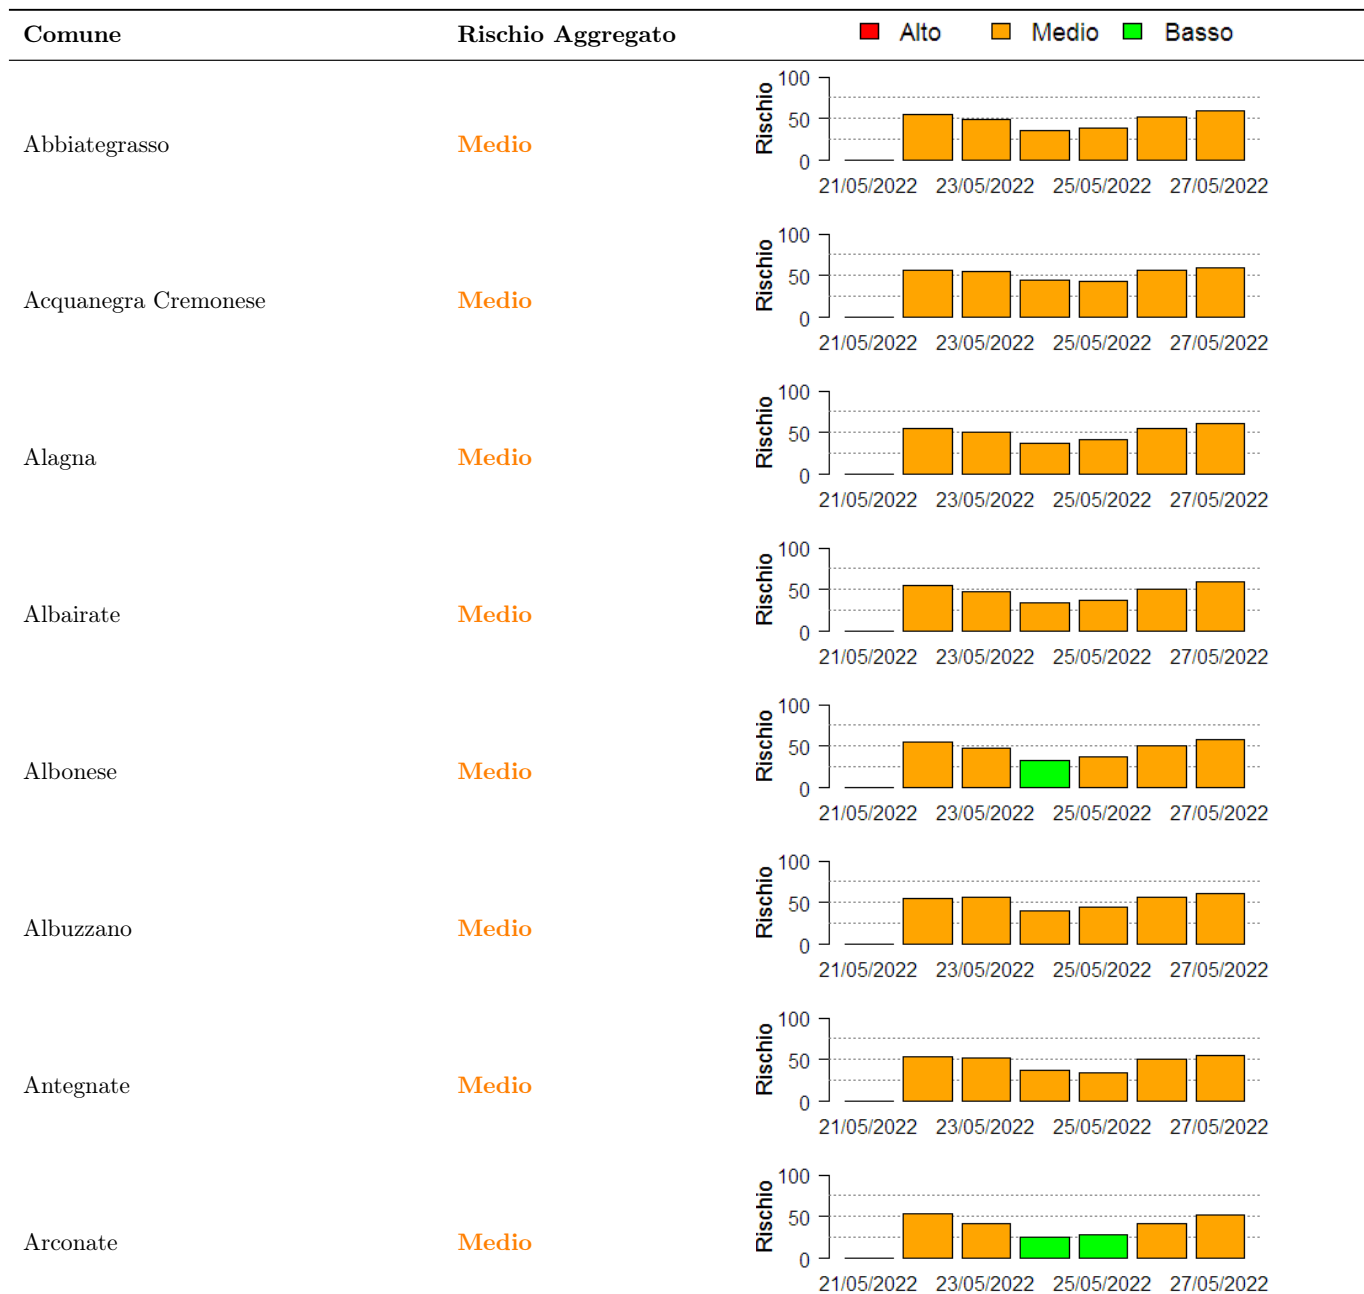 Comune Rischio Aggregato Alto Medio Basso
100
50
0
Rischio
Abbiategrasso Medio
21/05/2022 23/05/2022 25/05/2022 27/05/2022
100
50
0
Rischio
Acquanegra Cremonese Medio
21/05/2022 23/05/2022 25/05/2022 27/05/2022
100
50
0
Rischio
Alagna Medio
21/05/2022 23/05/2022 25/05/2022 27/05/2022
100
50
0
Rischio
Albairate Medio
21/05/2022 23/05/2022 25/05/2022 27/05/2022
100
50
0
Rischio
Albonese Medio
21/05/2022 23/05/2022 25/05/2022 27/05/2022
100
50
0
Rischio
Albuzzano Medio
21/05/2022 23/05/2022 25/05/2022 27/05/2022
100
50
0
Rischio
Antegnate Medio
21/05/2022 23/05/2022 25/05/2022 27/05/2022
100
50
0
Rischio
Arconate Medio
21/05/2022 23/05/2022 25/05/2022 27/05/2022